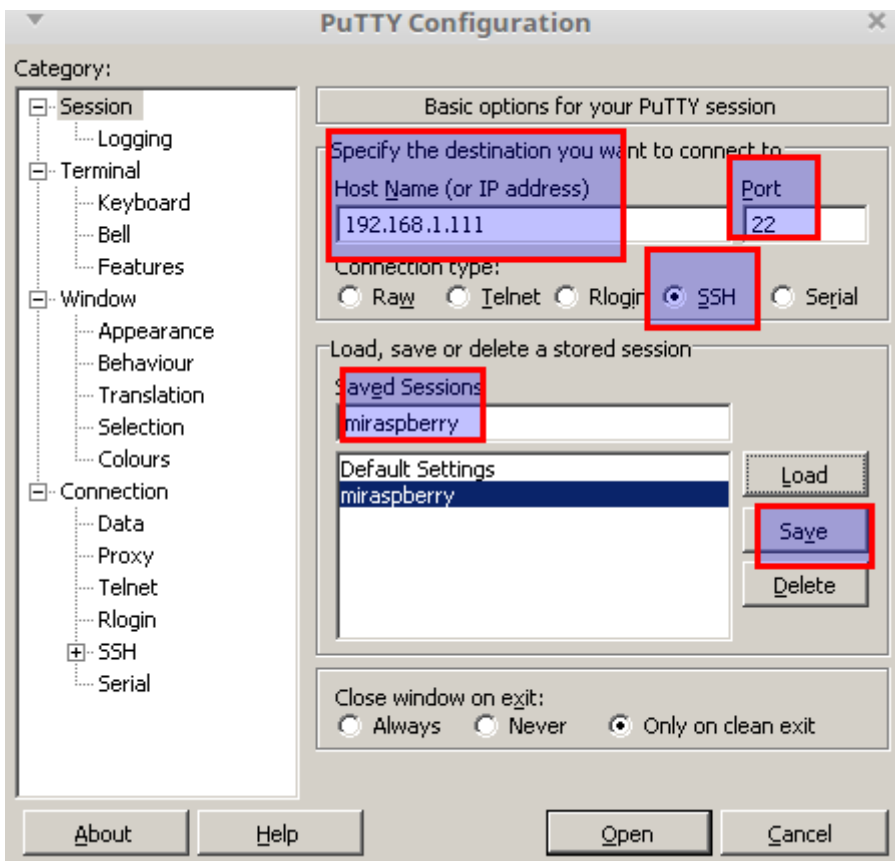 PuTTY Configuration
Category:
Session
Logging
Terminal
Keyboard
Bell
Features
Window
Appearance
Behaviour
Translation
Selection
Colours
Connection
Data
Proxy
Telnet
Rlogin
SSH
Serial
Basic options for your PuTTY session
Specify the destination you want to connect to
Host Name (or IP address) Port
192.168.1.111 22
Connection type:
Raw Telnet Rlogin SSH Serial
Load, save or delete a stored session
Saved Sessions
miraspberry
Default Settings
miraspberry
Load
Save
Delete
Close window on exit:
Always Never Only on clean exit
About Help Open Cancel